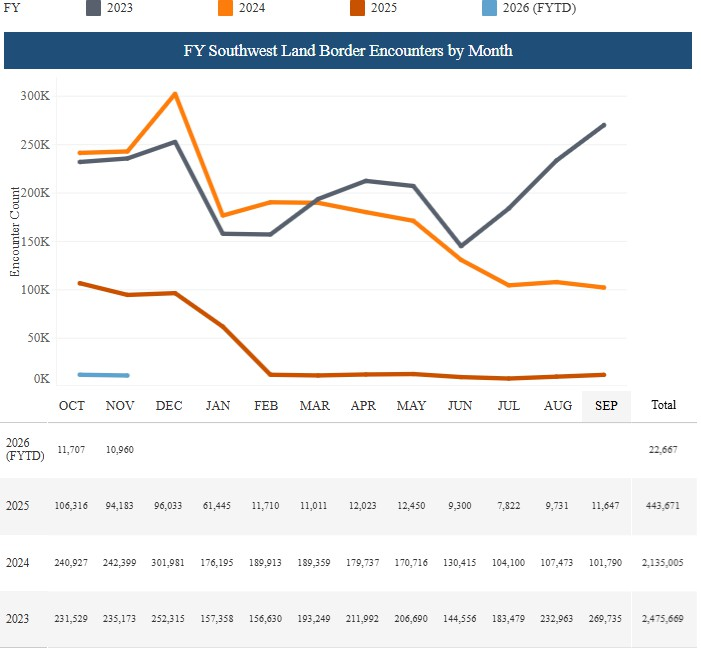 FY 2023 2024 2025 2026 (FYTD)
FY Southwest Land Border Encounters by Month
Encounter Count
300K
250K
200K
150K
100K
50K
0K
OCT NOV DEC JAN FEB MAR APR MAY JUN JUL AUG SEP Total
2026
(FYTD) 11,707 10,960 22,667
2025 106,316 94,183 96,033 61,445 11,710 11,011 12,023 12,450 9,300 7,822 9,731 11,647 443,671
2024 240,927 242,399 301,981 176,195 189,913 189,359 179,737 170,716 130,415 104,100 107,473 101,790 2,135,005
2023 231,529 235,173 252,315 157,358 156,630 193,249 211,992 206,690 144,556 183,479 232,963 269,735 2,475,669